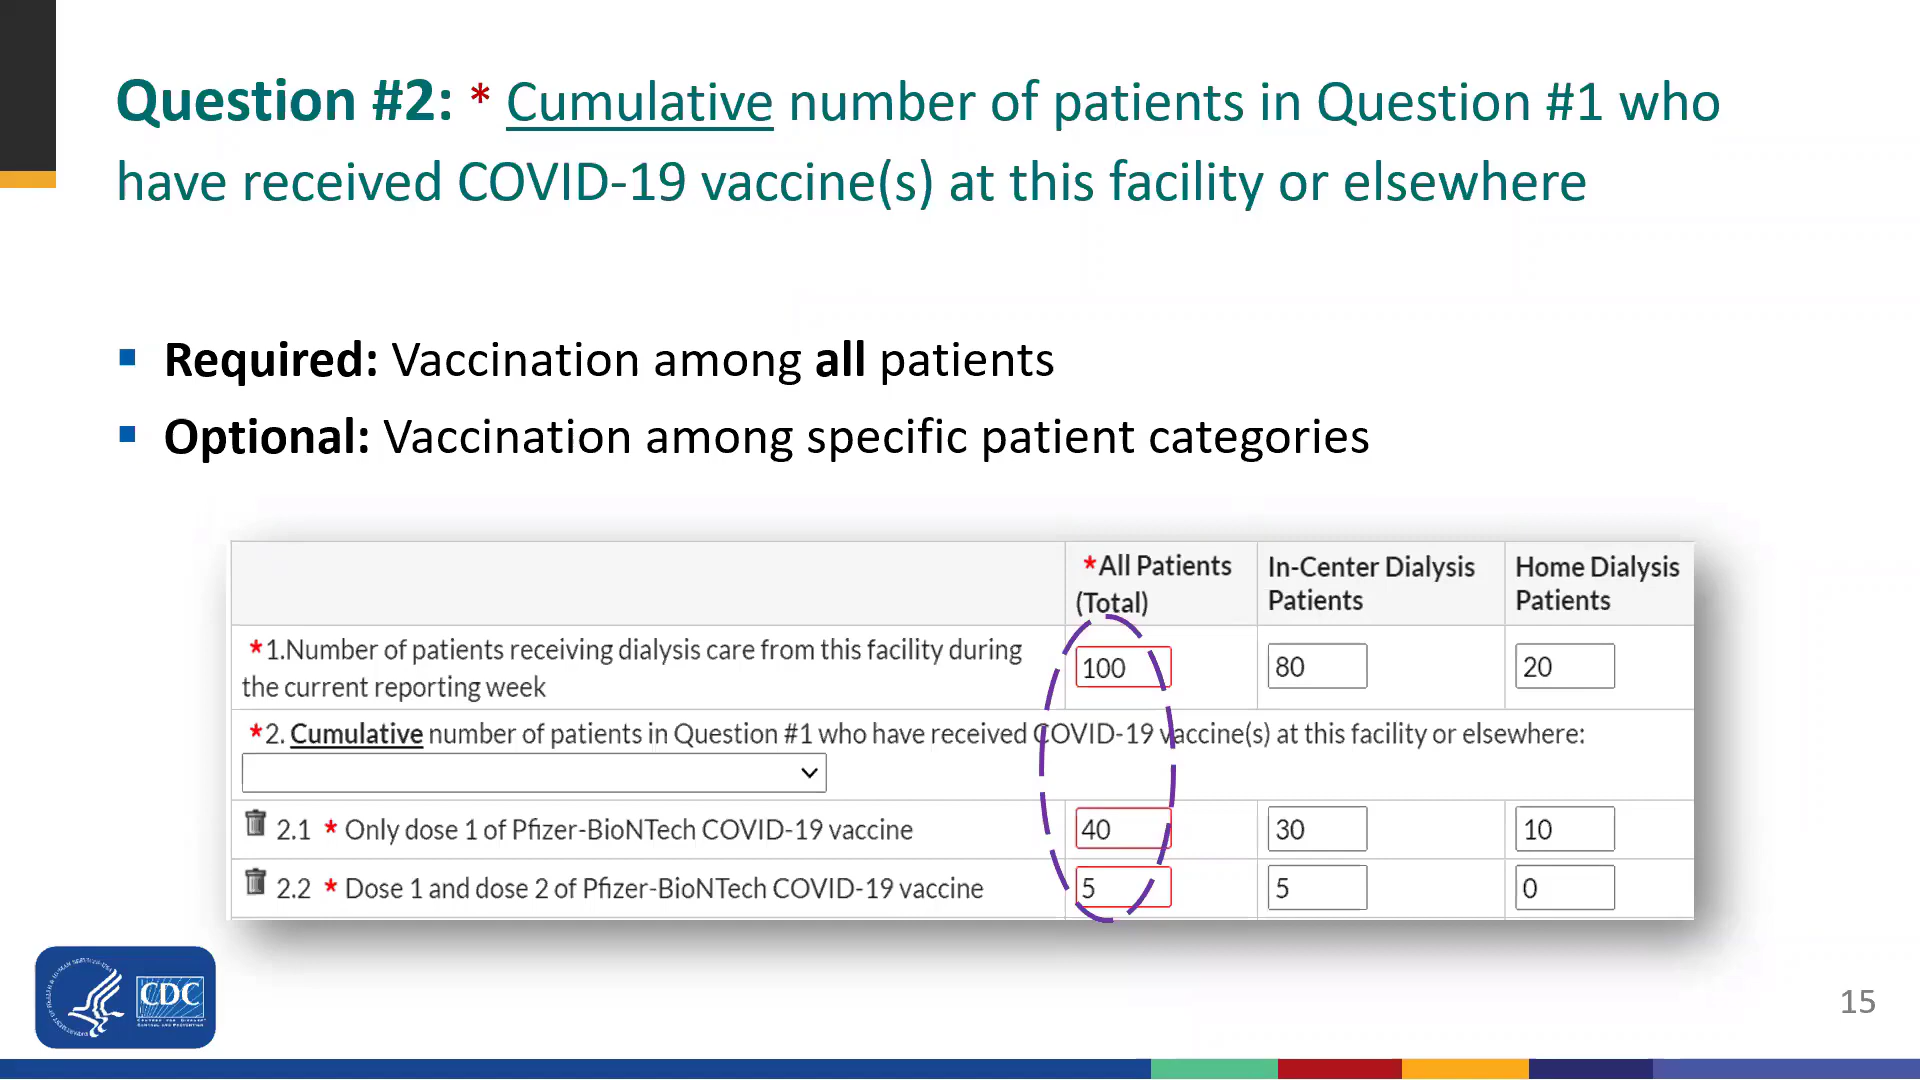 Question #2: * Cumulative number of patients in Question #1 who
have received COVID-19 vaccine(s) at this facility or elsewhere
▪ Required: Vaccination among all patients
▪ Optional: Vaccination among specific patient categories
*All Patients (Total) In-Center Dialysis Patients Home Dialysis Patients
*1.Number of patients receiving dialysis care from this facility during
the current reporting week 100 80 20
*2. Cumulative number of patients in Question #1 who have received COVID-19 vaccine(s) at this facility or elsewhere:
2.1 * Only dose 1 of Pfizer-BioNTech COVID-19 vaccine 40 30 10
2.2 * Dose 1 and dose 2 of Pfizer-BioNTech COVID-19 vaccine 5 5 0
CDC
15